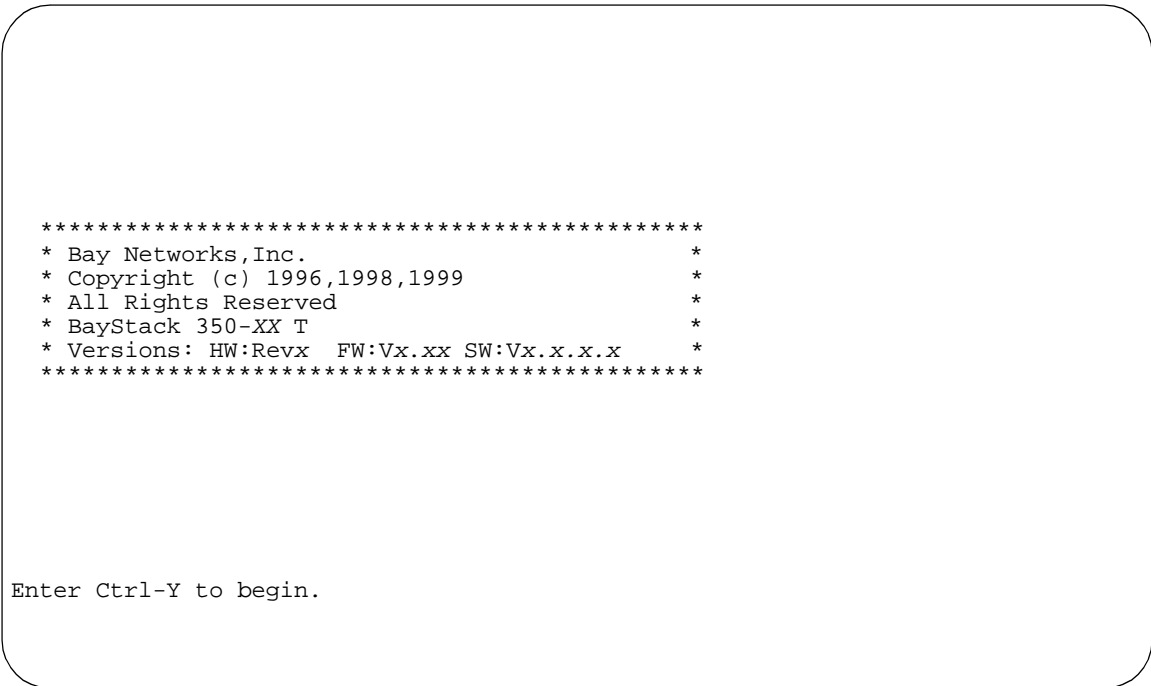 *************************************************
* Bay Networks,Inc. *
* Copyright (c) 1996,1998,1999 *
* All Rights Reserved *
* BayStack 350-XX T *
* Versions: HW:Revx FW:Vx.xx SW:Vx.x.x.x *
*************************************************
Enter Ctrl-Y to begin.